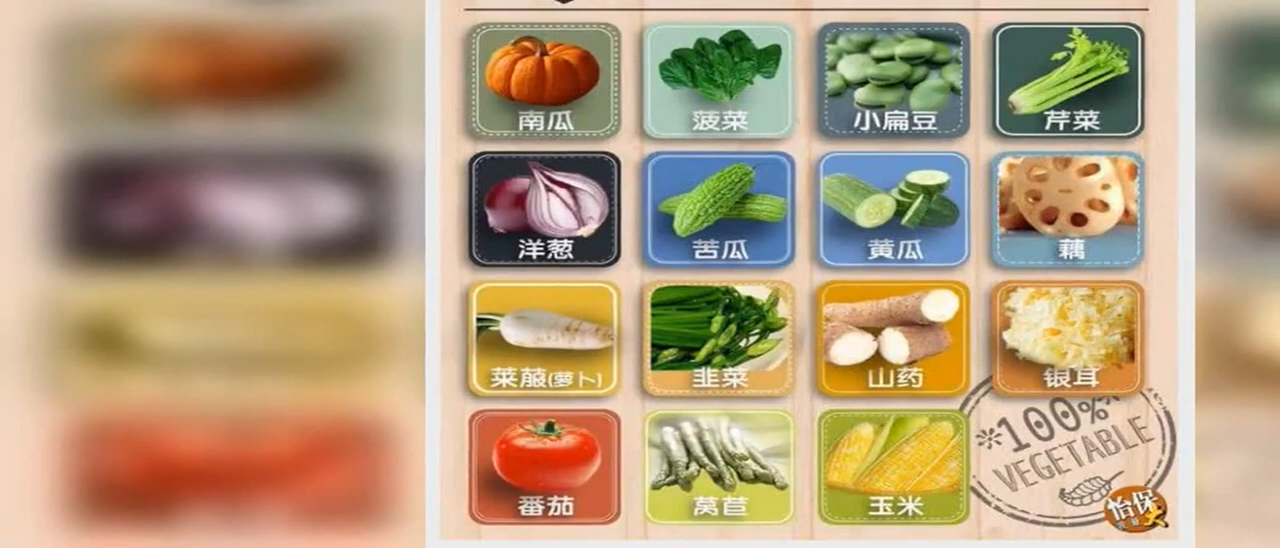 南瓜
菠菜
小扁豆
芹菜
洋葱
苦瓜
黄瓜
藕
莱菔(萝卜)
韭菜
山药
银耳
番茄
莴苣
玉米
*100%*
VEGETABLE
怡保